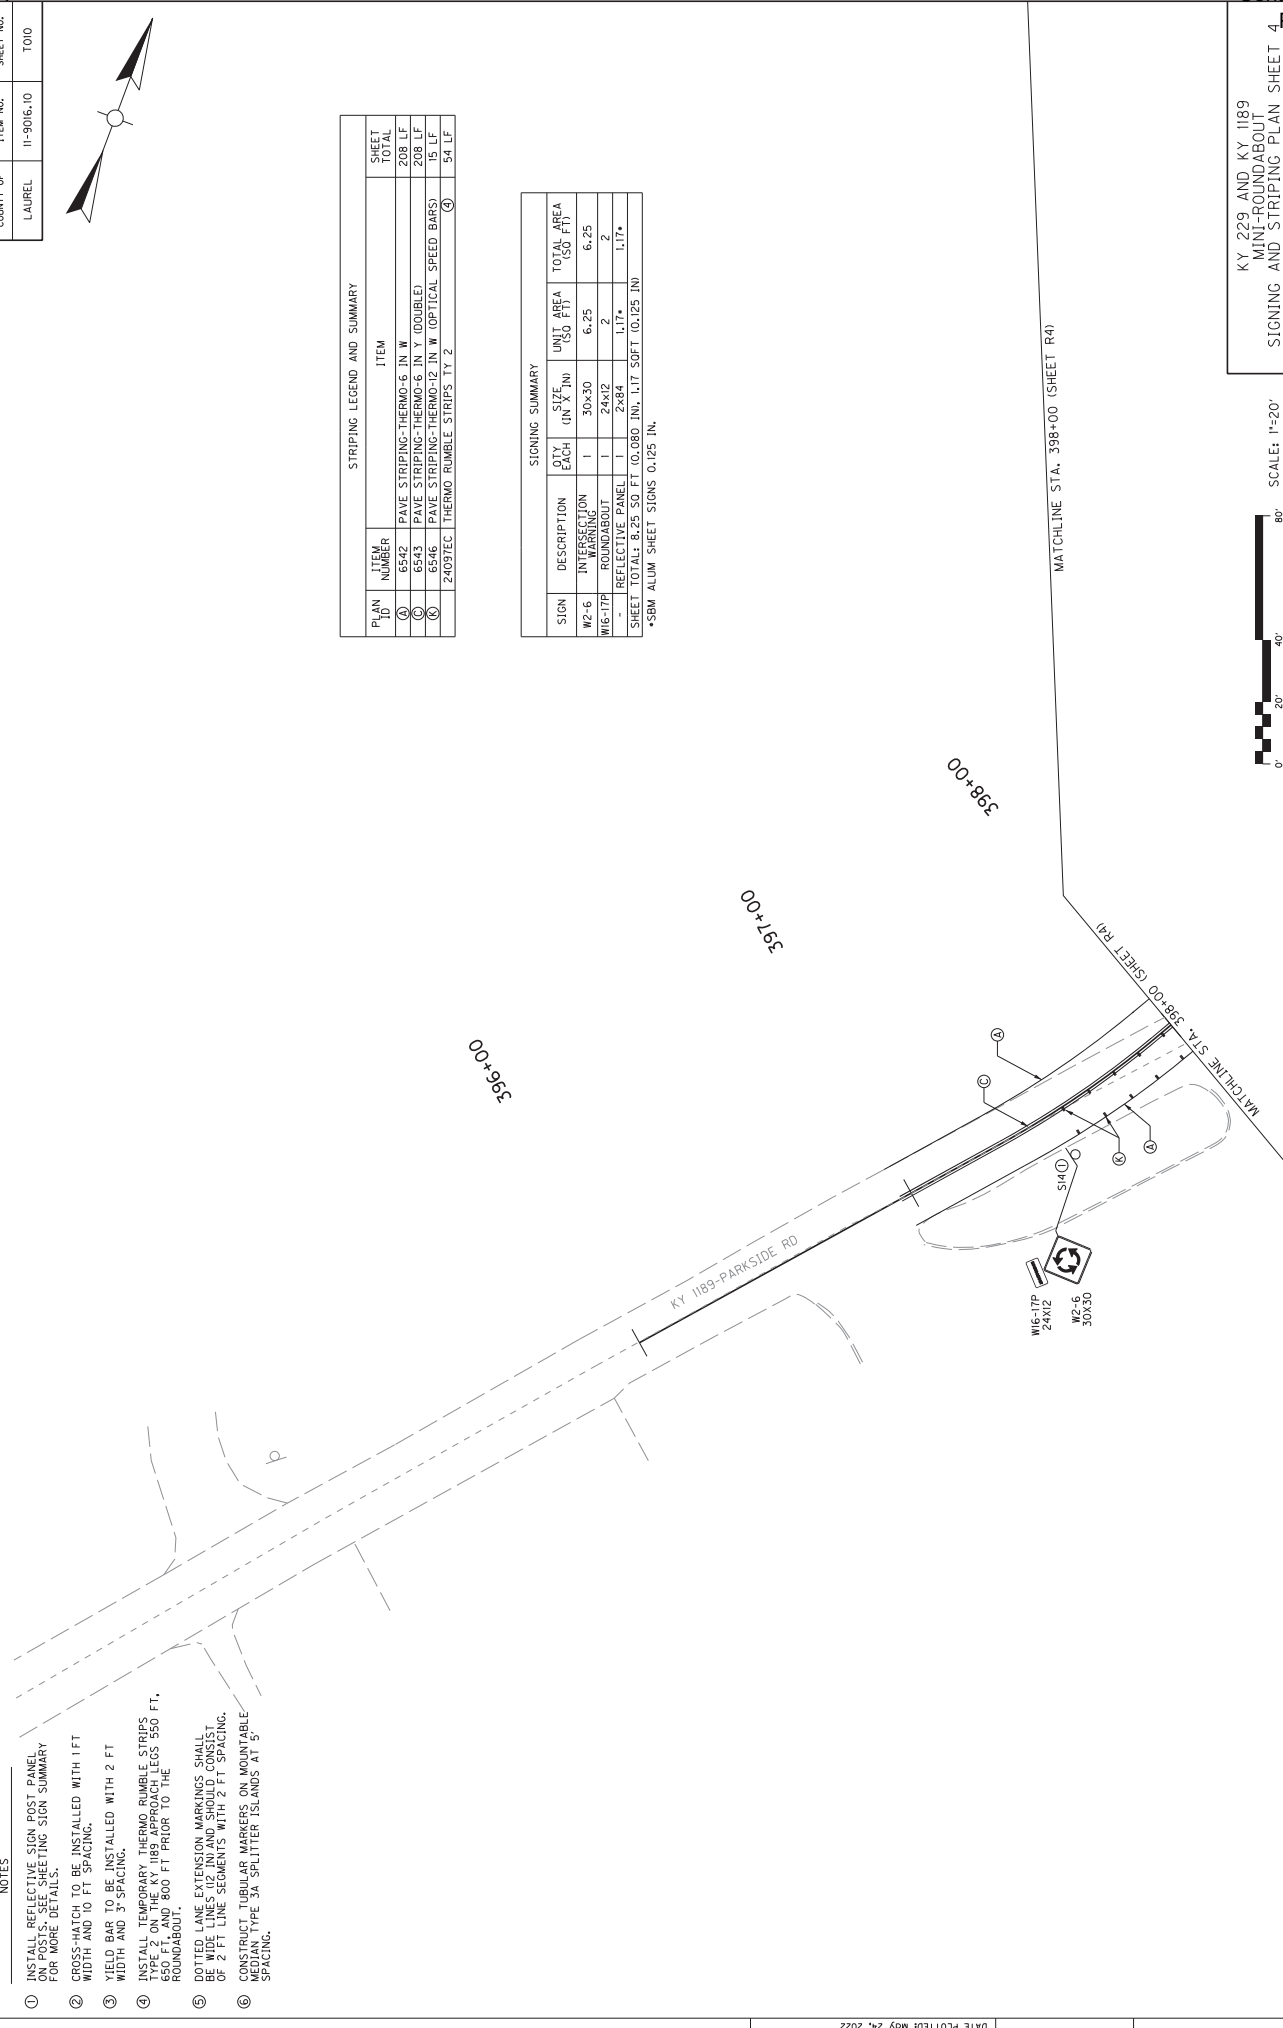 NOTES
① INSTALL REFLECTIVE SIGN POST PANEL
ON POSTS. SEE SHEETING SIGN SUMMARY
FOR MORE DETAILS.
② CROSS-HATCH TO BE INSTALLED WITH 1 FT
WIDTH AND 10 FT SPACING.
③ YIELD BAR TO BE INSTALLED WITH 2 FT
WIDTH AND 3" SPACING.
④ INSTALL TEMPORARY THERMO RUMBLE STRIPS
TYPE 2 ON THE KY 1189 APPROACH LEGS 550 FT,
650 FT, AND 800 FT PRIOR TO THE
ROUNDABOUT.
⑤ DOTTED LANE EXTENSION MARKINGS SHALL
BE WIDE LINES (12 IN) AND SHOULD CONSIST
OF 2 FT LINE SEGMENTS WITH 2 FT SPACING.
⑥ CONSTRUCT TUBULAR MARKERS ON MOUNTABLE
MEDIAN TYPE 3A SPLITTER ISLANDS AT 5'
SPACING.
COUNTY OF ITEM NO. SHEET NO.
LAUREL 11-9016.10 T010
STRIPING LEGEND AND SUMMARY
PLAN ID ITEM NUMBER ITEM SHEET TOTAL
Ⓐ 6542 PAVE STRIPING-THERMO-6 IN W 208 LF
Ⓒ 6543 PAVE STRIPING-THERMO-6 IN Y (DOUBLE) 208 LF
Ⓚ 6546 PAVE STRIPING-THERMO-12 IN W (OPTICAL SPEED BARS) 15 LF
24097EC THERMO RUMBLE STRIPS TY 2 ④ 54 LF
SIGNING SUMMARY
SIGN DESCRIPTION QTY EACH SIZE (IN X IN) UNIT AREA (SQ FT) TOTAL AREA (SQ FT)
W2-6 INTERSECTION WARNING 1 30x30 6.25 6.25
W16-17P ROUNDABOUT 1 24x12 2 2
- REFLECTIVE PANEL 1 2x84 1.17* 1.17*
SHEET TOTAL: 8.25 SQ FT (0.080 IN), 1.17 SQFT (0.125 IN)
*SBM ALUM SHEET SIGNS 0.125 IN.
396+00
397+00
398+00
KY 1189-PARKSIDE RD
Ⓐ
Ⓒ
S14 ①
Ⓚ
Ⓐ
W16-17P
24X12
W2-6
30X30
MATCHLINE STA. 398+00 (SHEET R4)
MATCHLINE STA. 398+00 (SHEET R4)
0' 20' 40' 80'
SCALE: 1"=20'
KY 229 AND KY 1189
MINI-ROUNDABOUT
SIGNING AND STRIPING PLAN SHEET 4
DATE PLOTTED: May 24, 2022